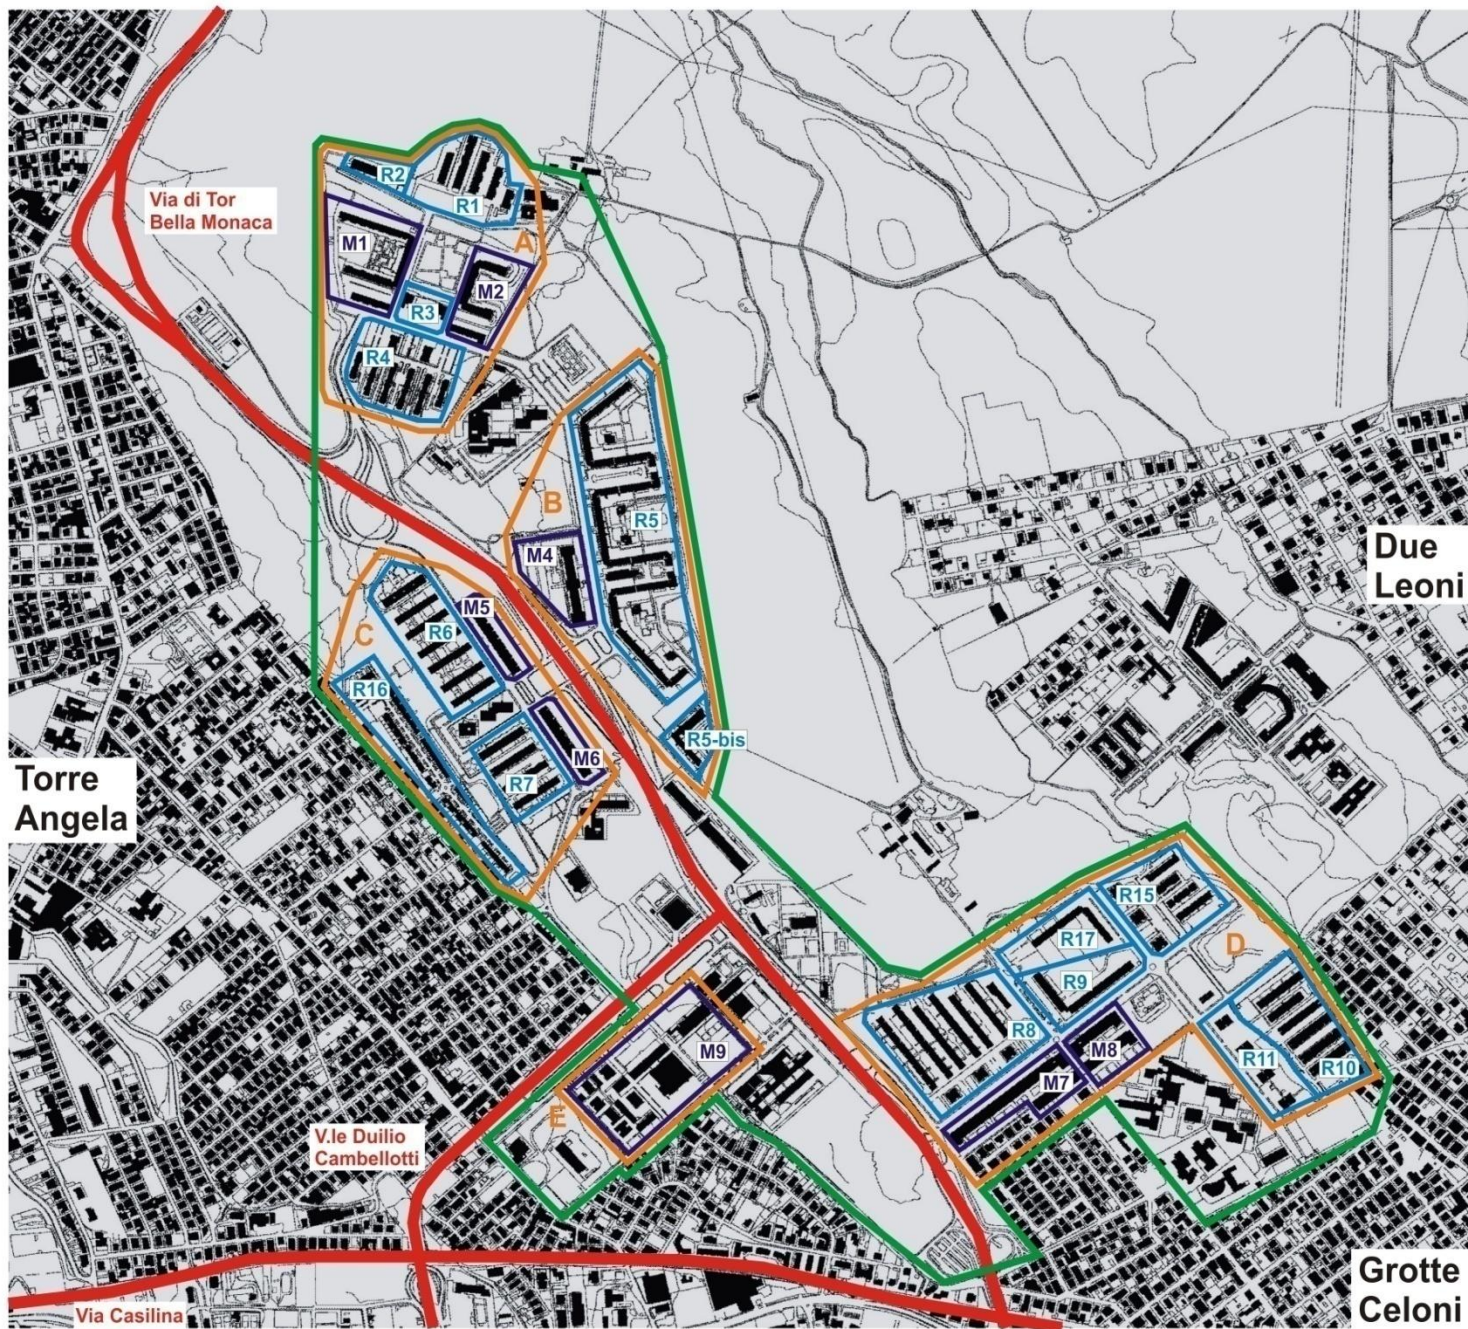 Via di Tor
Bella Monaca
R2
R1
A
M1
M2
R3
R4
B
R5
M4
Due
Leoni
M5
R6
C
R16
R5-bis
M6
R7
Torre
Angela
R15
R17
D
R9
R8
M9
M8
M7
R11
R10
E
V.le Duilio
Cambellotti
Grotte
Celoni
Via Casilina